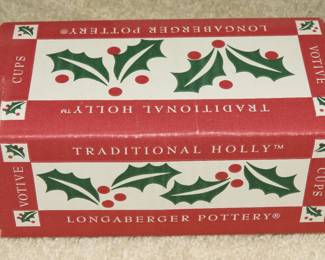 LONGABERGER POTTERY®
CUPS
VOTIVE
TRADITIONAL HOLLY™
TRADITIONAL HOLLY™
VOTIVE
CUPS
LONGABERGER POTTERY®